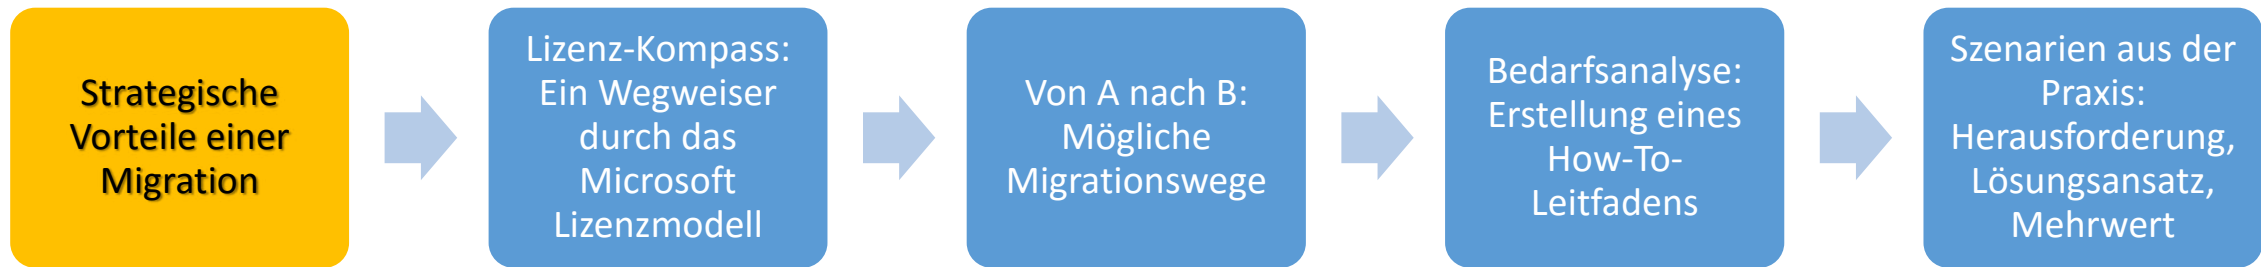 Strategische
Vorteile einer
Migration
Lizenz-Kompass:
Ein Wegweiser
durch das
Microsoft
Lizenzmodell
Von A nach B:
Mögliche
Migrationswege
Bedarfsanalyse:
Erstellung eines
How-To-
Leitfadens
Szenarien aus der
Praxis:
Herausforderung,
Lösungsansatz,
Mehrwert